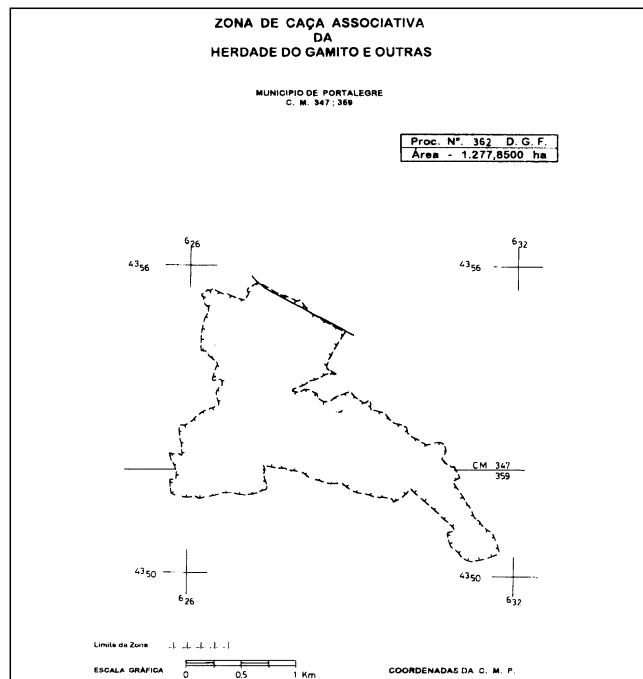 ZONA DE CAÇA ASSOCIATIVA
DA
HERDADE DO GAMITO E OUTRAS
MUNICIPIO DE PORTALEGRE
C. M. 347 ; 359
Proc. Nº. 362 D. G. F.
Área - 1.277,8500 ha
626
632
4356
4356
CM 347
359
4350
4350
626
632
Limite da Zona
ESCALA GRÁFICA
0 0.5 1 Km
COORDENADAS DA C. M. P.